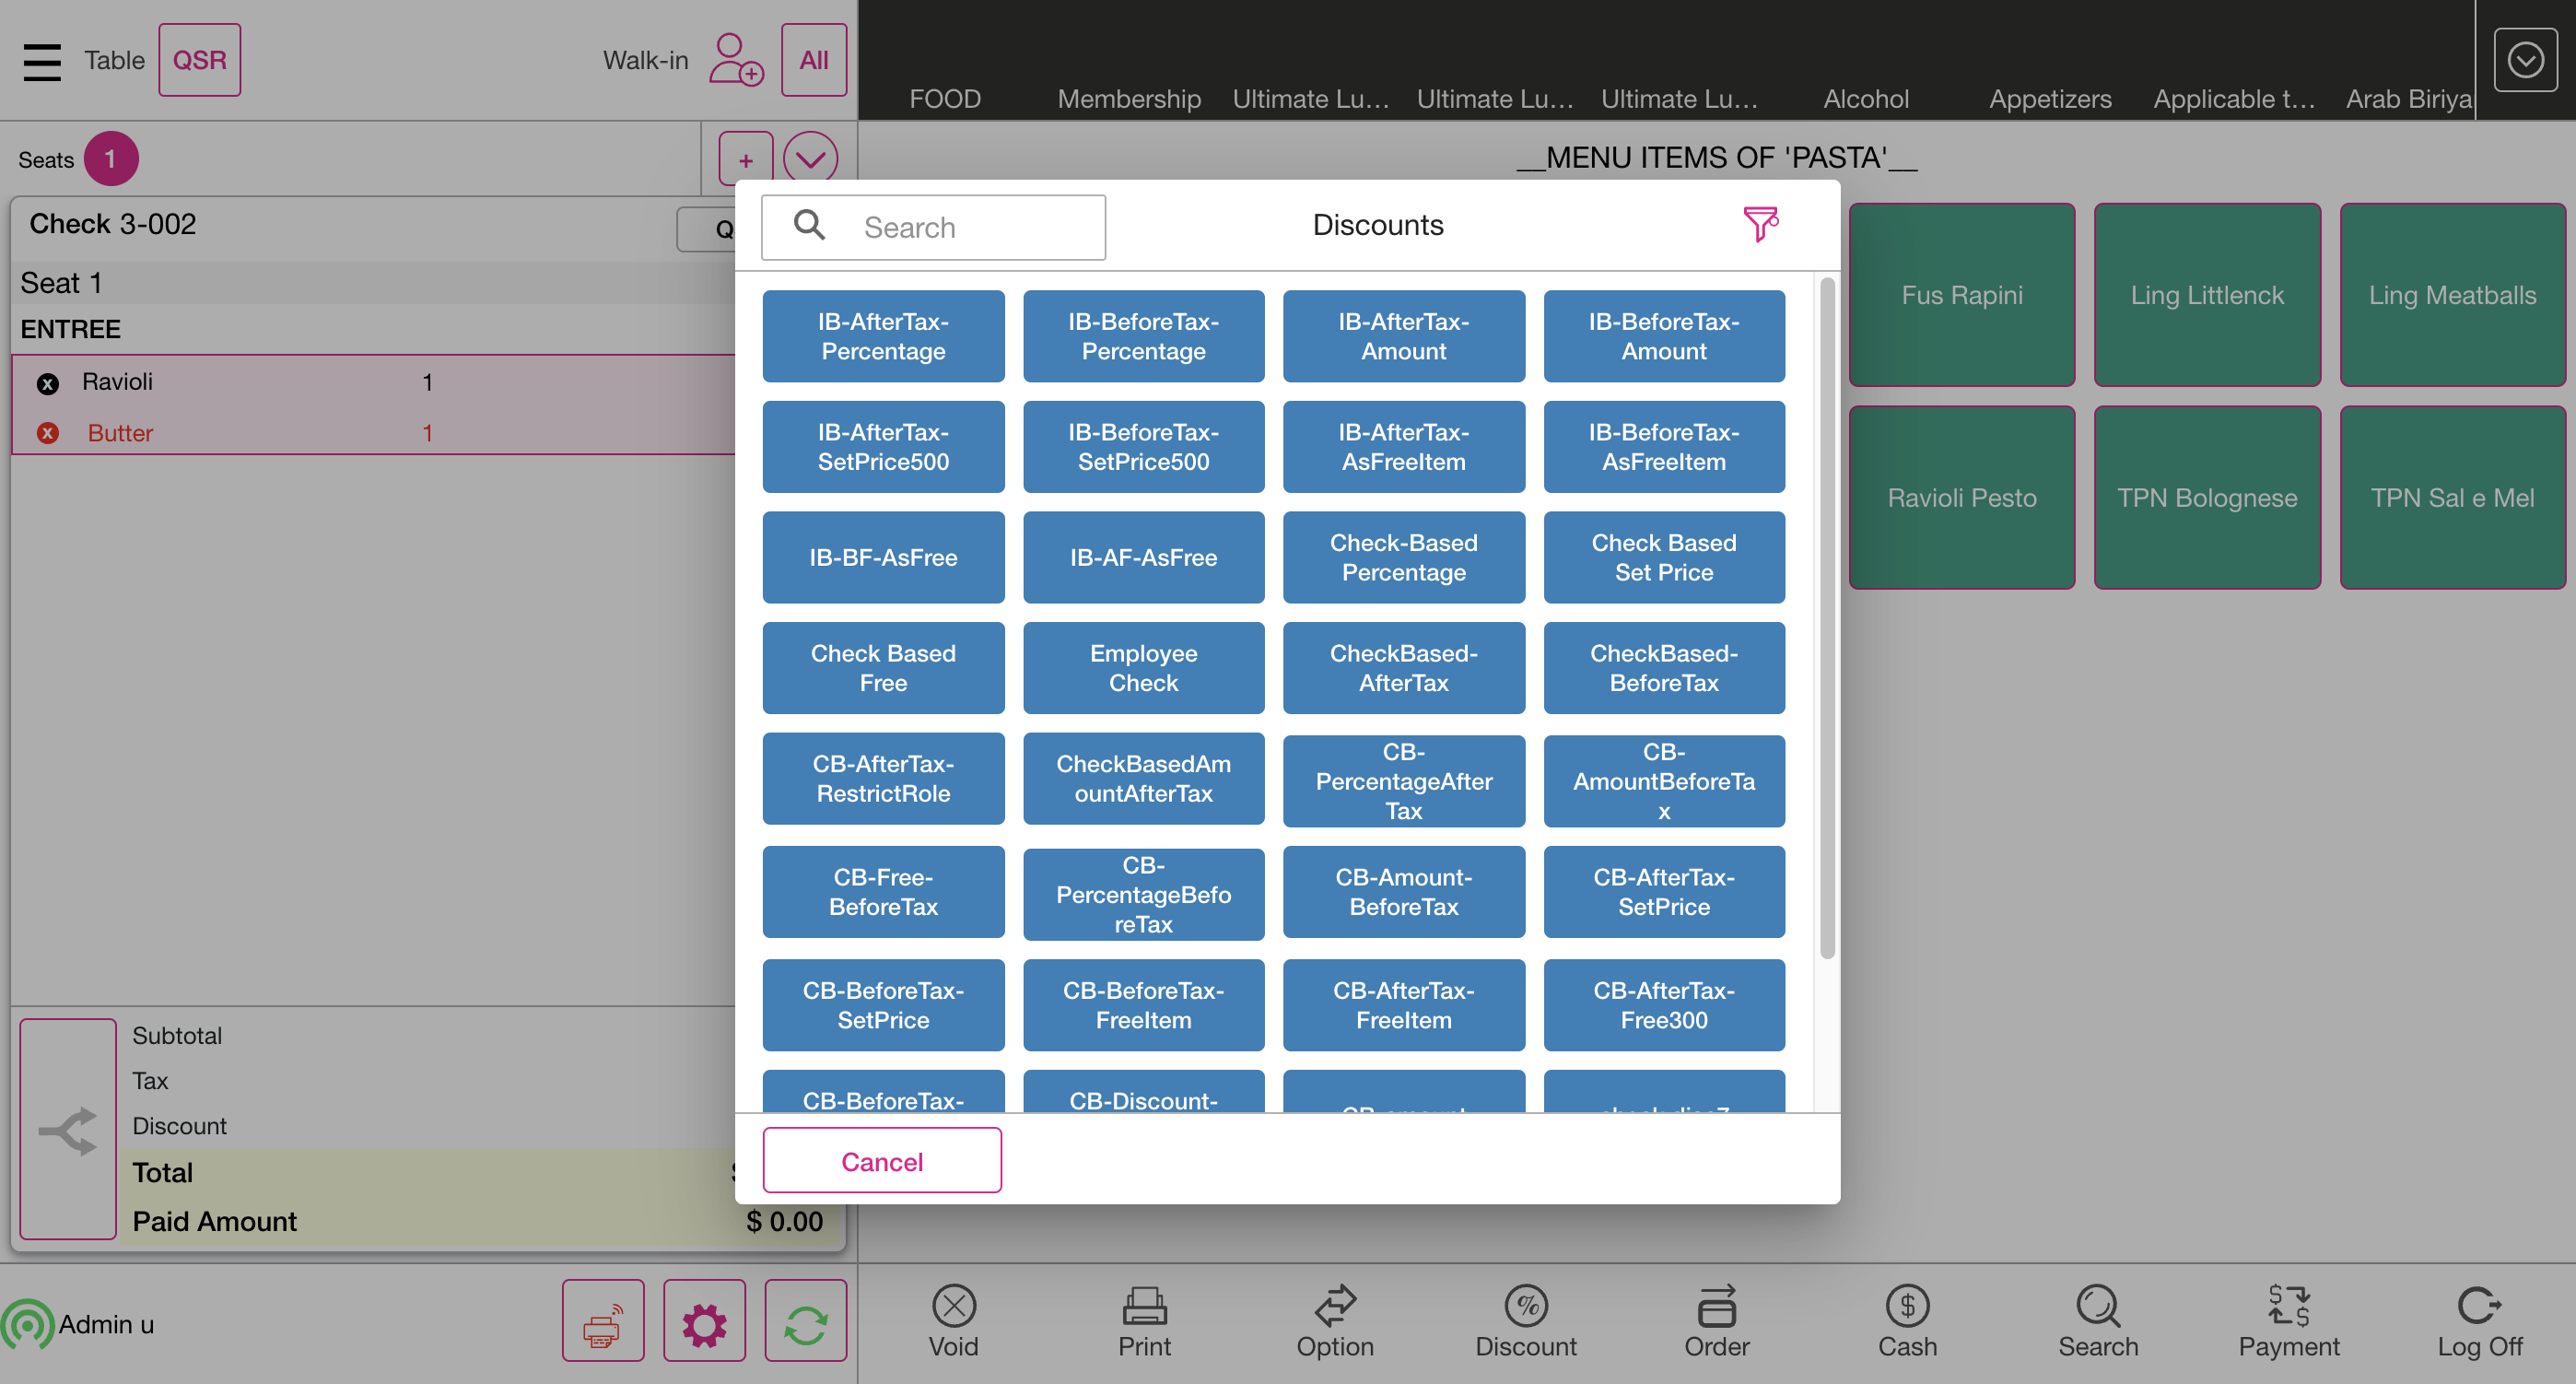 Table
QSR
Walk-in
All
FOOD
Membership
Ultimate Lu...
Ultimate Lu...
Ultimate Lu...
Alcohol
Appetizers
Applicable t...
Arab Biriya
Seats
1
+
__MENU ITEMS OF 'PASTA'__
Check 3-002
Q
Seat 1
ENTREE
x Ravioli 1
x Butter 1
Search
Discounts
IB-AfterTax-
Percentage
IB-BeforeTax-
Percentage
IB-AfterTax-
Amount
IB-BeforeTax-
Amount
IB-AfterTax-
SetPrice500
IB-BeforeTax-
SetPrice500
IB-AfterTax-
AsFreeItem
IB-BeforeTax-
AsFreeItem
IB-BF-AsFree
IB-AF-AsFree
Check-Based
Percentage
Check Based
Set Price
Check Based
Free
Employee
Check
CheckBased-
AfterTax
CheckBased-
BeforeTax
CB-AfterTax-
RestrictRole
CheckBasedAm
ountAfterTax
CB-
PercentageAfter
Tax
CB-
AmountBeforeTa
x
CB-Free-
BeforeTax
CB-
PercentageBefo
reTax
CB-Amount-
BeforeTax
CB-AfterTax-
SetPrice
CB-BeforeTax-
SetPrice
CB-BeforeTax-
FreeItem
CB-AfterTax-
FreeItem
CB-AfterTax-
Free300
CB-BeforeTax-
CB-Discount-
Cancel
Fus Rapini
Ling Littlenck
Ling Meatballs
Ravioli Pesto
TPN Bolognese
TPN Sal e Mel
Subtotal
Tax
Discount
Total
Paid Amount $ 0.00
Admin u
Void
Print
Option
Discount
Order
Cash
Search
Payment
Log Off